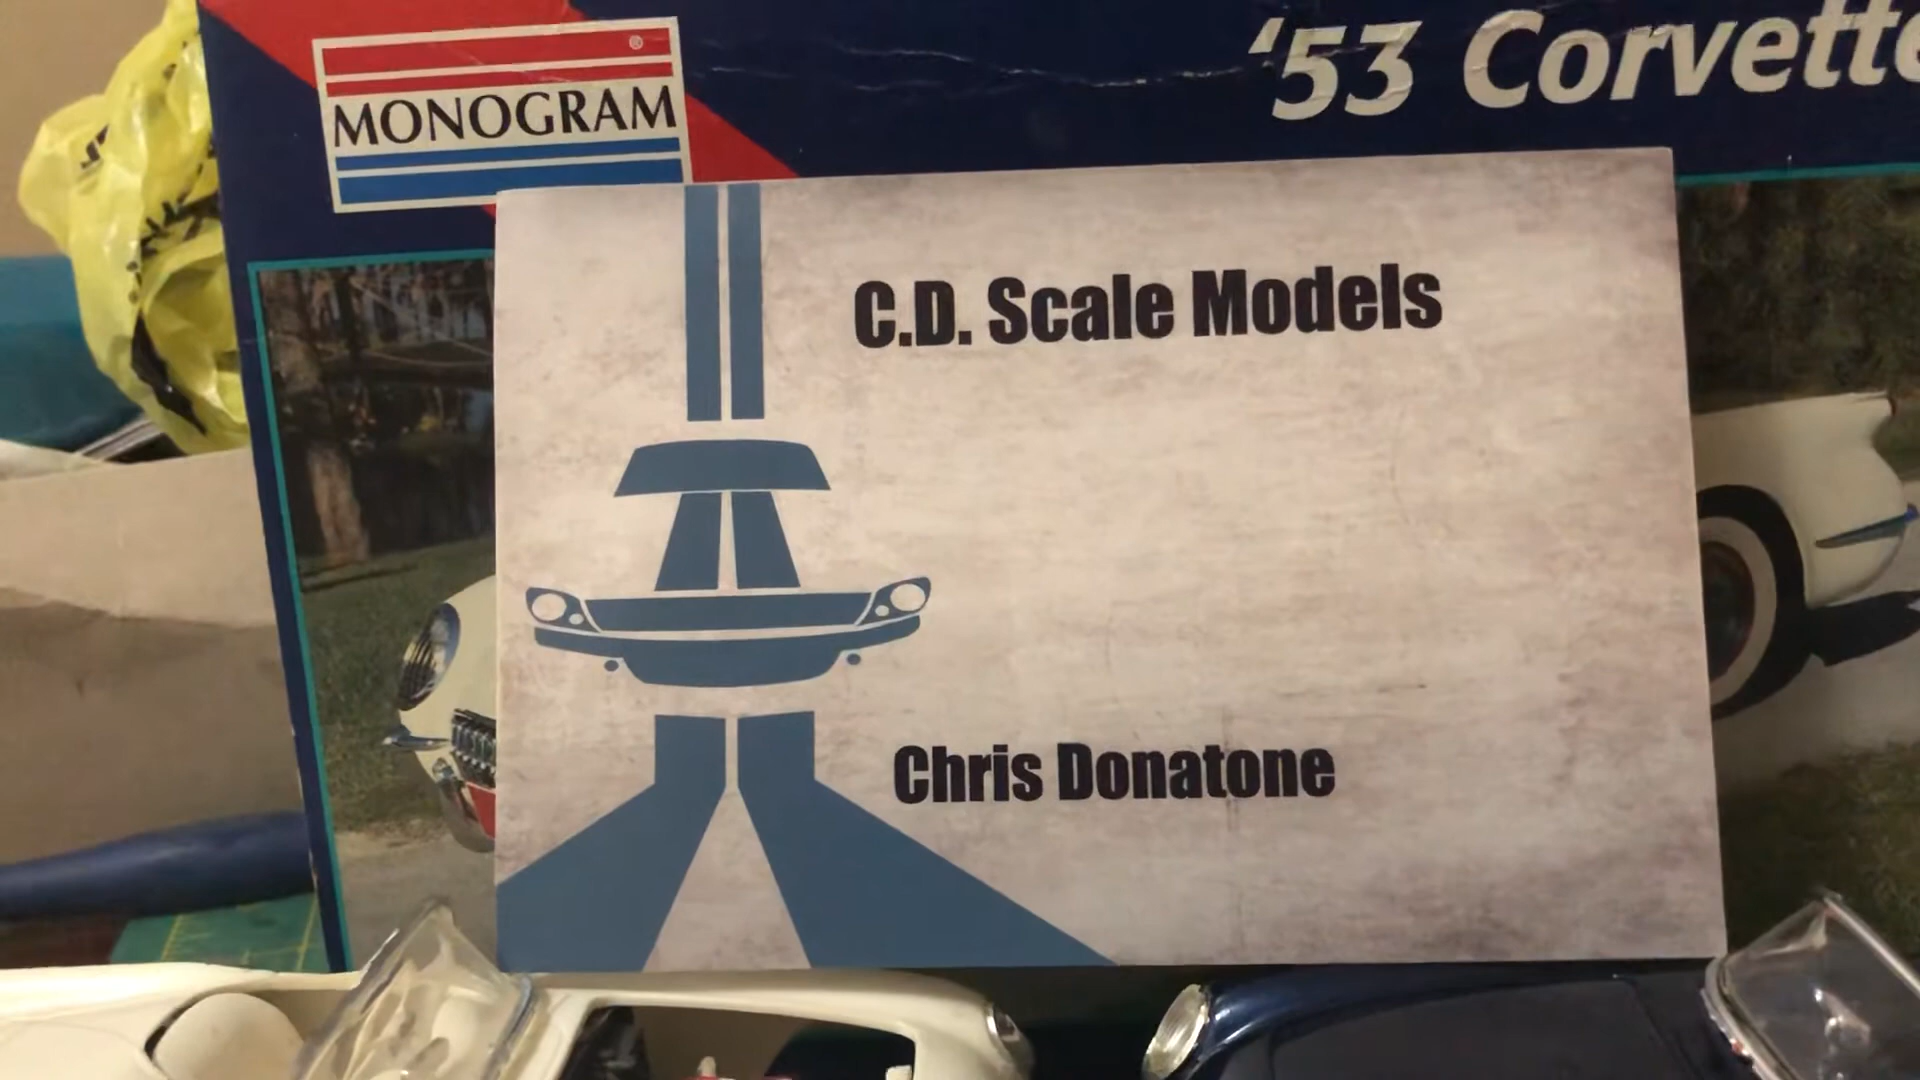 MONOGRAM
®
'53 Corvette
C.D. Scale Models
Chris Donatone